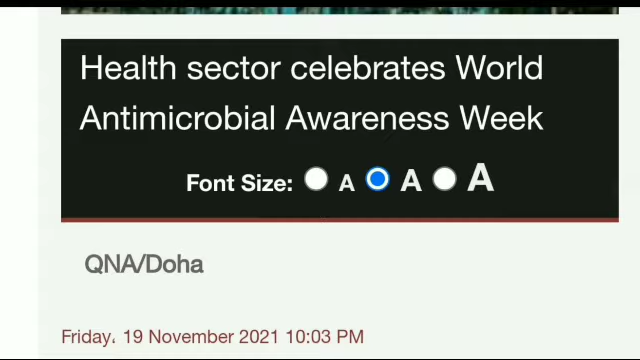 Health sector celebrates World
Antimicrobial Awareness Week
Font Size: A A A
QNA/Doha
Friday, 19 November 2021 10:03 PM